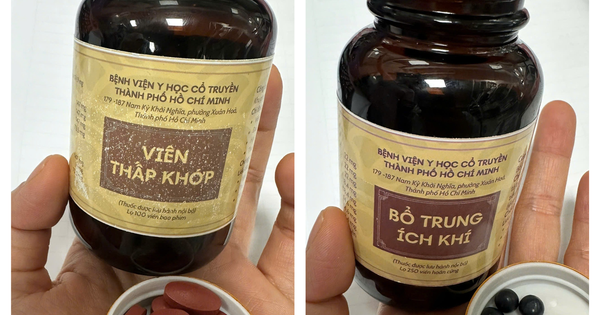 BỆNH VIỆN Y HỌC CỔ TRUYỀN
THÀNH PHỐ HỒ CHÍ MINH
179 -187 Nam Kỳ Khởi Nghĩa, phường Xuân Hoà,
Thành phố Hồ Chí Minh
VIÊN
THẤP KHỚP
(Thuốc được lưu hành nội bộ)
Lọ 100 viên bao phim
BỆNH VIỆN Y HỌC CỔ TRUYỀN
THÀNH PHỐ HỒ CHÍ MINH
179 -187 Nam Kỳ Khởi Nghĩa, phường Xuân Hoà,
Thành phố Hồ Chí Minh
BỔ TRUNG
ÍCH KHÍ
(Thuốc được lưu hành nội bộ)
Lọ 250 viên hoàn cứng